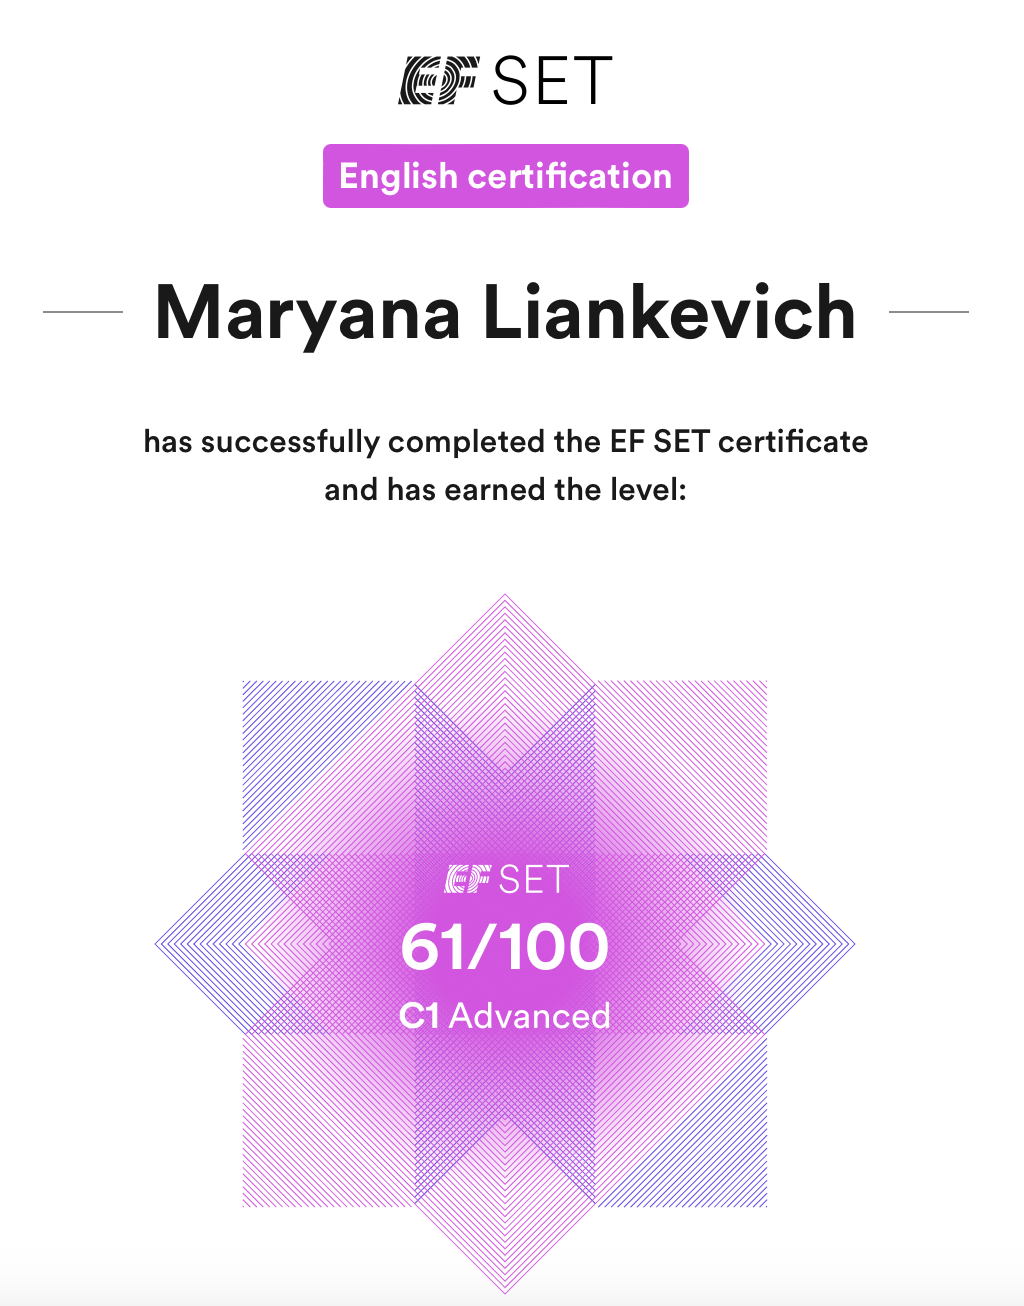 EF SET
English certification
Maryana Liankevich
has successfully completed the EF SET certificate
and has earned the level:
EF SET
61/100
C1 Advanced